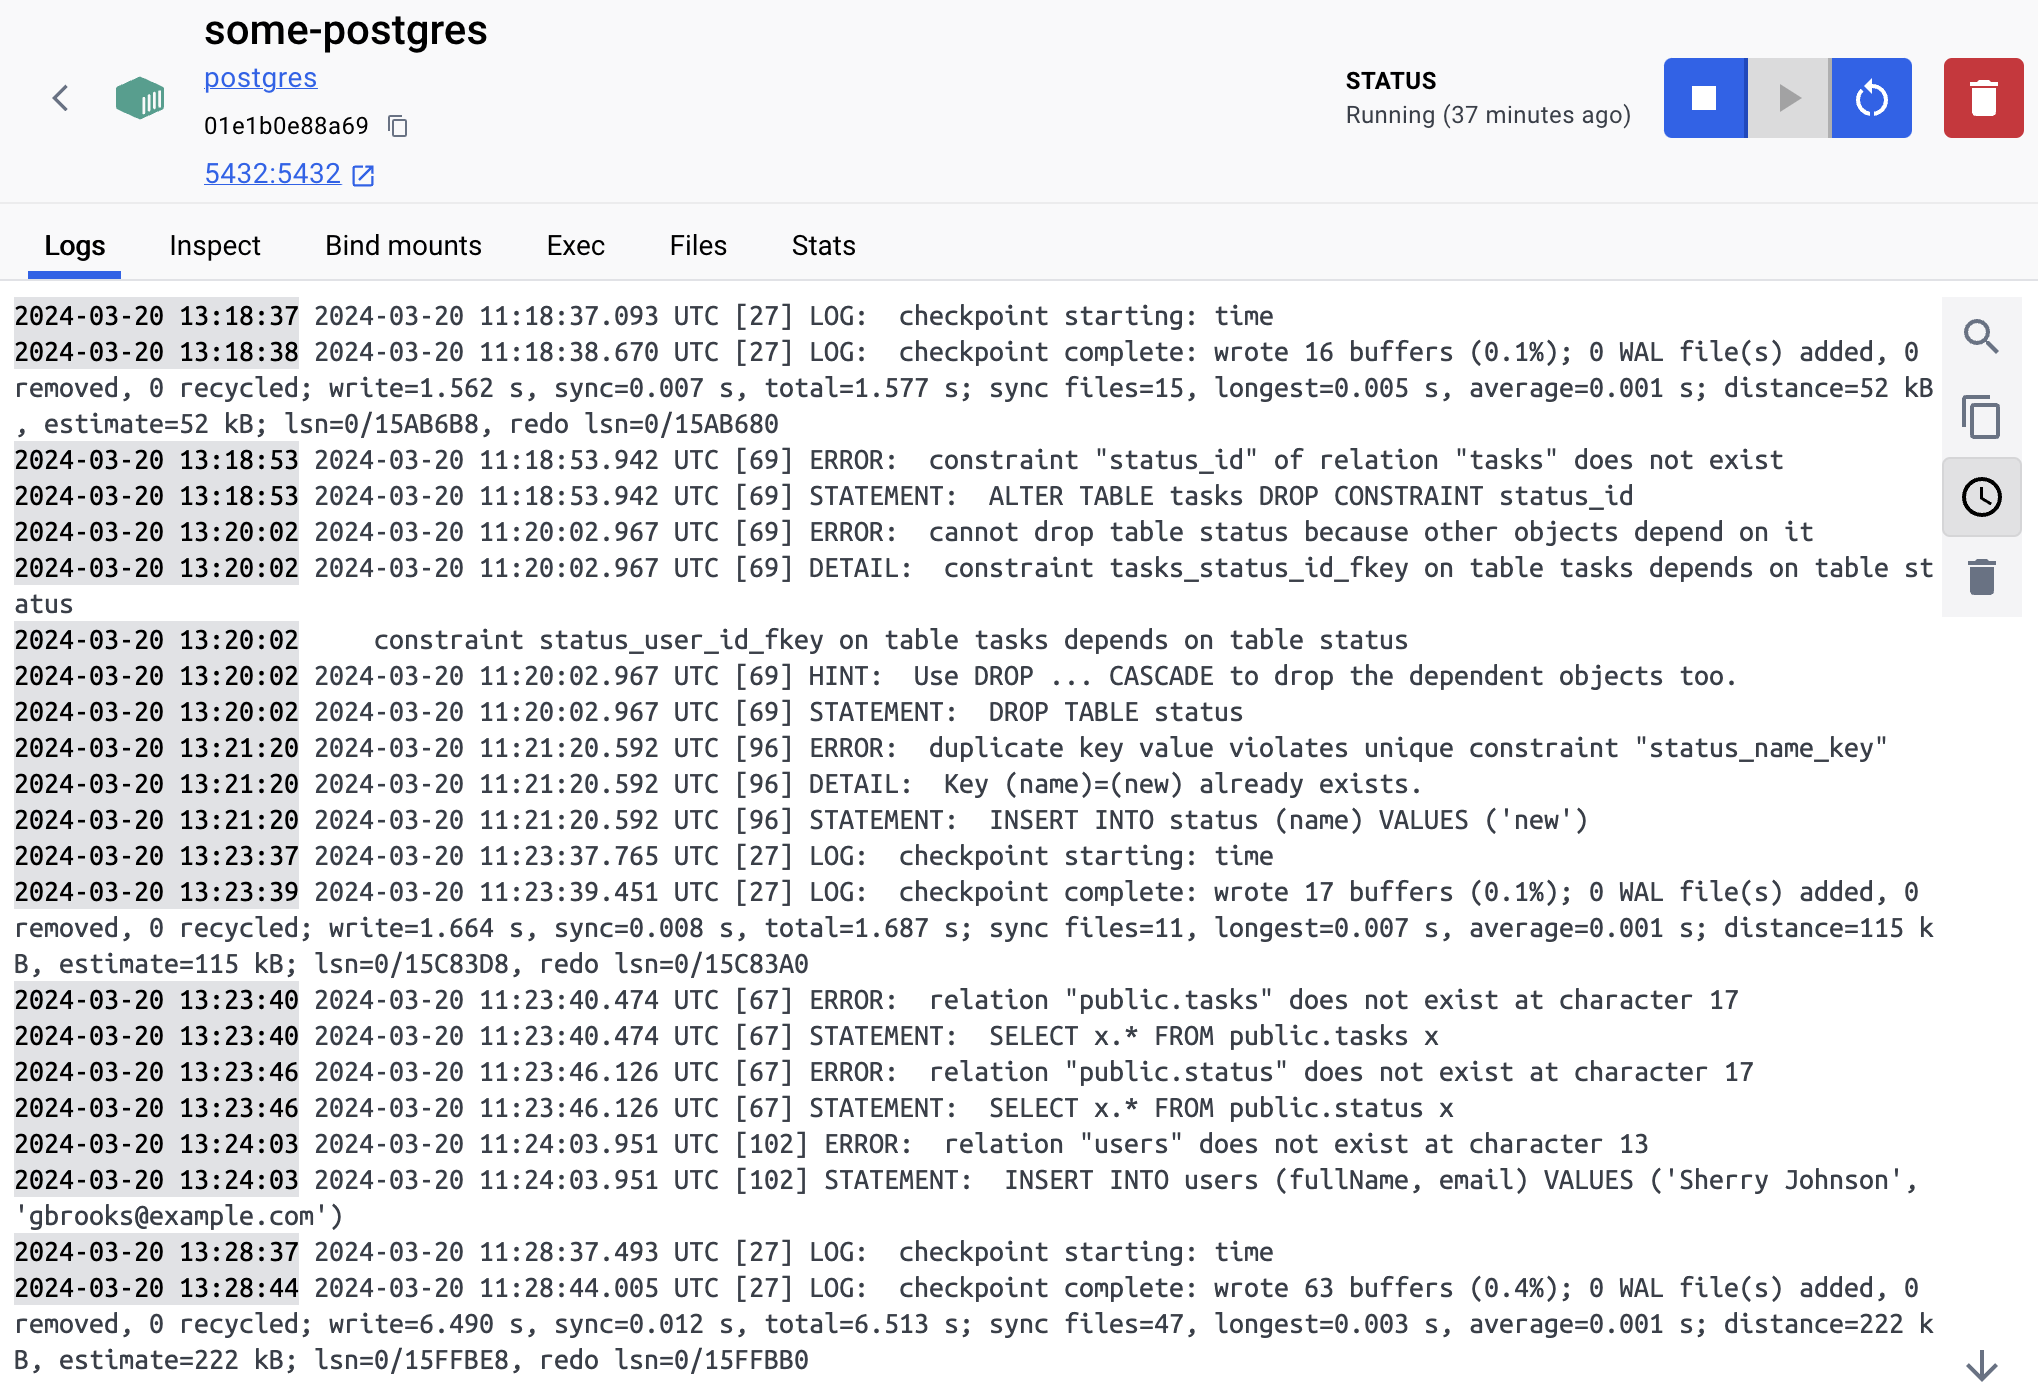 some-postgres
postgres
01e1b0e88a69
5432:5432
STATUS
Running (37 minutes ago)
Logs Inspect Bind mounts Exec Files Stats
2024-03-20 13:18:37 2024-03-20 11:18:37.093 UTC [27] LOG:  checkpoint starting: time
2024-03-20 13:18:38 2024-03-20 11:18:38.670 UTC [27] LOG:  checkpoint complete: wrote 16 buffers (0.1%); 0 WAL file(s) added, 0
removed, 0 recycled; write=1.562 s, sync=0.007 s, total=1.577 s; sync files=15, longest=0.005 s, average=0.001 s; distance=52 kB
, estimate=52 kB; lsn=0/15AB6B8, redo lsn=0/15AB680
2024-03-20 13:18:53 2024-03-20 11:18:53.942 UTC [69] ERROR:  constraint "status_id" of relation "tasks" does not exist
2024-03-20 13:18:53 2024-03-20 11:18:53.942 UTC [69] STATEMENT:  ALTER TABLE tasks DROP CONSTRAINT status_id
2024-03-20 13:20:02 2024-03-20 11:20:02.967 UTC [69] ERROR:  cannot drop table status because other objects depend on it
2024-03-20 13:20:02 2024-03-20 11:20:02.967 UTC [69] DETAIL:  constraint tasks_status_id_fkey on table tasks depends on table st
atus
2024-03-20 13:20:02     constraint status_user_id_fkey on table tasks depends on table status
2024-03-20 13:20:02 2024-03-20 11:20:02.967 UTC [69] HINT:  Use DROP ... CASCADE to drop the dependent objects too.
2024-03-20 13:20:02 2024-03-20 11:20:02.967 UTC [69] STATEMENT:  DROP TABLE status
2024-03-20 13:21:20 2024-03-20 11:21:20.592 UTC [96] ERROR:  duplicate key value violates unique constraint "status_name_key"
2024-03-20 13:21:20 2024-03-20 11:21:20.592 UTC [96] DETAIL:  Key (name)=(new) already exists.
2024-03-20 13:21:20 2024-03-20 11:21:20.592 UTC [96] STATEMENT:  INSERT INTO status (name) VALUES ('new')
2024-03-20 13:23:37 2024-03-20 11:23:37.765 UTC [27] LOG:  checkpoint starting: time
2024-03-20 13:23:39 2024-03-20 11:23:39.451 UTC [27] LOG:  checkpoint complete: wrote 17 buffers (0.1%); 0 WAL file(s) added, 0
removed, 0 recycled; write=1.664 s, sync=0.008 s, total=1.687 s; sync files=11, longest=0.007 s, average=0.001 s; distance=115 k
B, estimate=115 kB; lsn=0/15C83D8, redo lsn=0/15C83A0
2024-03-20 13:23:40 2024-03-20 11:23:40.474 UTC [67] ERROR:  relation "public.tasks" does not exist at character 17
2024-03-20 13:23:40 2024-03-20 11:23:40.474 UTC [67] STATEMENT:  SELECT x.* FROM public.tasks x
2024-03-20 13:23:46 2024-03-20 11:23:46.126 UTC [67] ERROR:  relation "public.status" does not exist at character 17
2024-03-20 13:23:46 2024-03-20 11:23:46.126 UTC [67] STATEMENT:  SELECT x.* FROM public.status x
2024-03-20 13:24:03 2024-03-20 11:24:03.951 UTC [102] ERROR:  relation "users" does not exist at character 13
2024-03-20 13:24:03 2024-03-20 11:24:03.951 UTC [102] STATEMENT:  INSERT INTO users (fullName, email) VALUES ('Sherry Johnson',
'gbrooks@example.com')
2024-03-20 13:28:37 2024-03-20 11:28:37.493 UTC [27] LOG:  checkpoint starting: time
2024-03-20 13:28:44 2024-03-20 11:28:44.005 UTC [27] LOG:  checkpoint complete: wrote 63 buffers (0.4%); 0 WAL file(s) added, 0
removed, 0 recycled; write=6.490 s, sync=0.012 s, total=6.513 s; sync files=47, longest=0.003 s, average=0.001 s; distance=222 k
B, estimate=222 kB; lsn=0/15FFBE8, redo lsn=0/15FFBB0